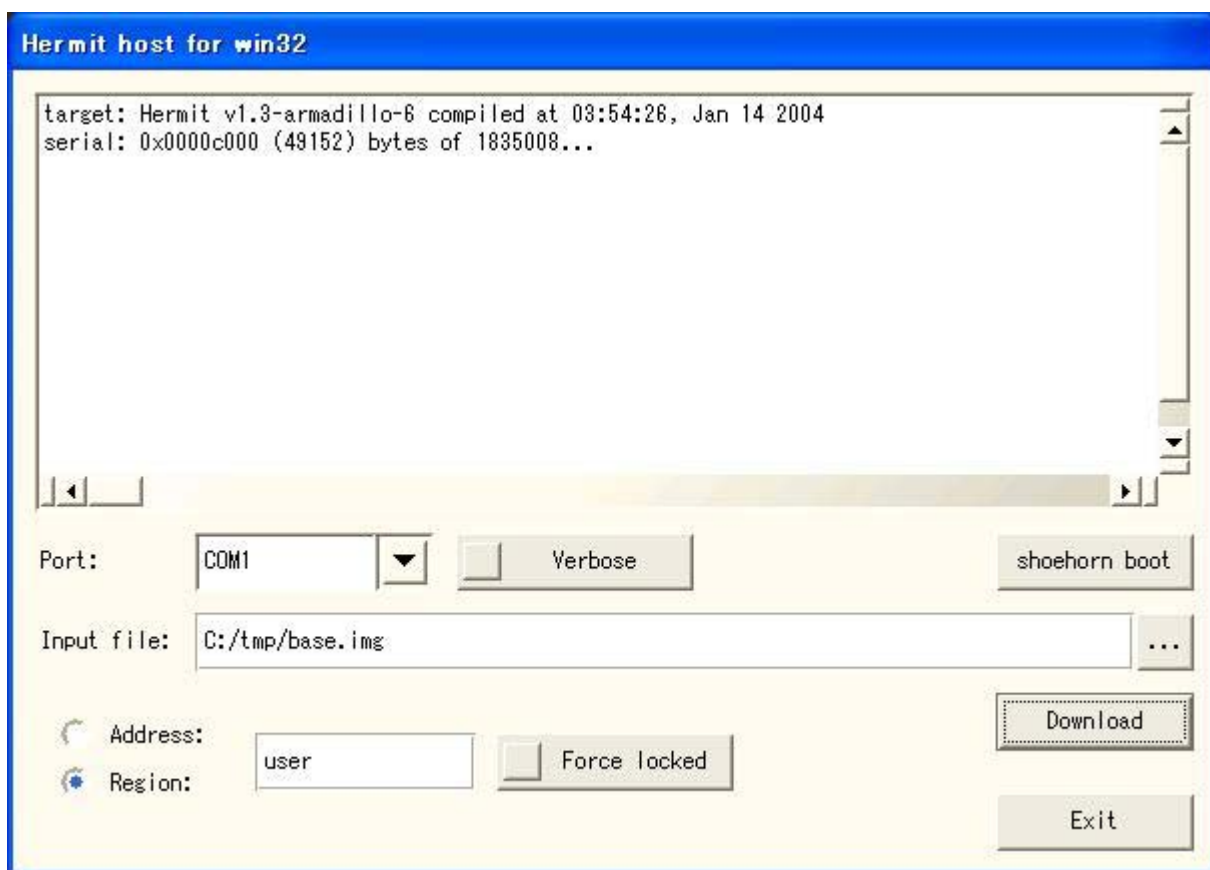 Hermit host for win32
target: Hermit v1.3-armadillo-6 compiled at 03:54:26, Jan 14 2004
serial: 0x0000c000 (49152) bytes of 1835008...
Port:
COM1
Verbose
shoehorn boot
Input file:
C:/tmp/base.img
...
Address:
Region:
user
Force locked
Download
Exit